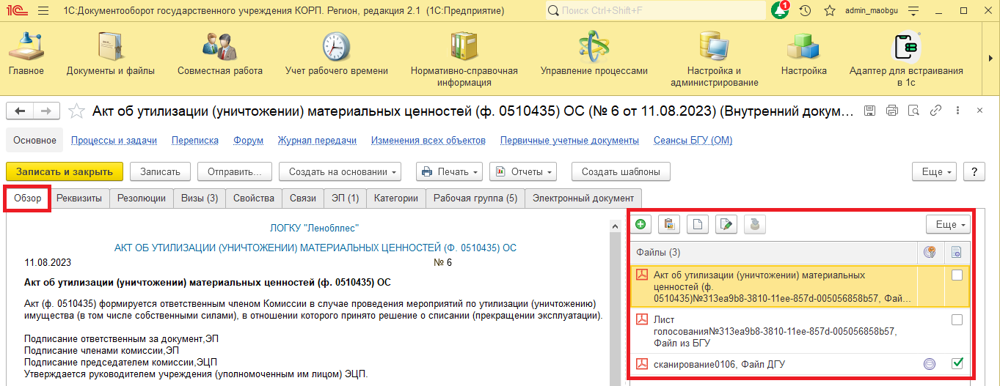 1С:Документооборот государственного учреждения КОРП. Регион, редакция 2.1 (1С:Предприятие)
Поиск Ctrl+Shift+F
1
admin_maobgu
Главное
Документы и файлы
Совместная работа
Учет рабочего времени
Нормативно-справочная
информация
Управление процессами
Настройка и
администрирование
Настройка
Адаптер для встраивания
в 1с
Акт об утилизации (уничтожении) материальных ценностей (ф. 0510435) ОС (№ 6 от 11.08.2023) (Внутренний докум...
Основное
Процессы и задачи
Переписка
Форум
Журнал передачи
Изменения всех объектов
Первичные учетные документы
Сеансы БГУ (ОМ)
Записать и закрыть
Записать
Отправить...
Создать на основании
Печать
Отчеты
Создать шаблоны
Еще
?
Обзор
Реквизиты
Резолюции
Визы (3)
Свойства
Связи
ЭП (1)
Категории
Рабочая группа (5)
Электронный документ
ЛОГКУ "Ленобллес"
АКТ ОБ УТИЛИЗАЦИИ (УНИЧТОЖЕНИИ) МАТЕРИАЛЬНЫХ ЦЕННОСТЕЙ (Ф. 0510435) ОС
11.08.2023 № 6
Акт об утилизации (уничтожении) материальных ценностей (ф. 0510435) ОС
Акт (ф. 0510435) формируется ответственным членом Комиссии в случае проведения мероприятий по утилизации (уничтожению)
имущества (в том числе собственными силами), в отношении которого принято решение о списании (прекращении эксплуатации).
Подписание ответственным за документ,ЭП
Подписание членами комиссии,ЭП
Подписание председателем комиссии,ЭЦП
Утверждается руководителем учреждения (уполномоченным им лицом) ЭЦП.
Еще
Файлы (3)
Акт об утилизации (уничтожении) материальных
ценностей (ф.
0510435)№313ea9b8-3810-11ee-857d-005056858b57, Фай...
Лист
голосования№313ea9b8-3810-11ee-857d-005056858b57,
Файл из БГУ
сканирование0106, Файл ДГУ